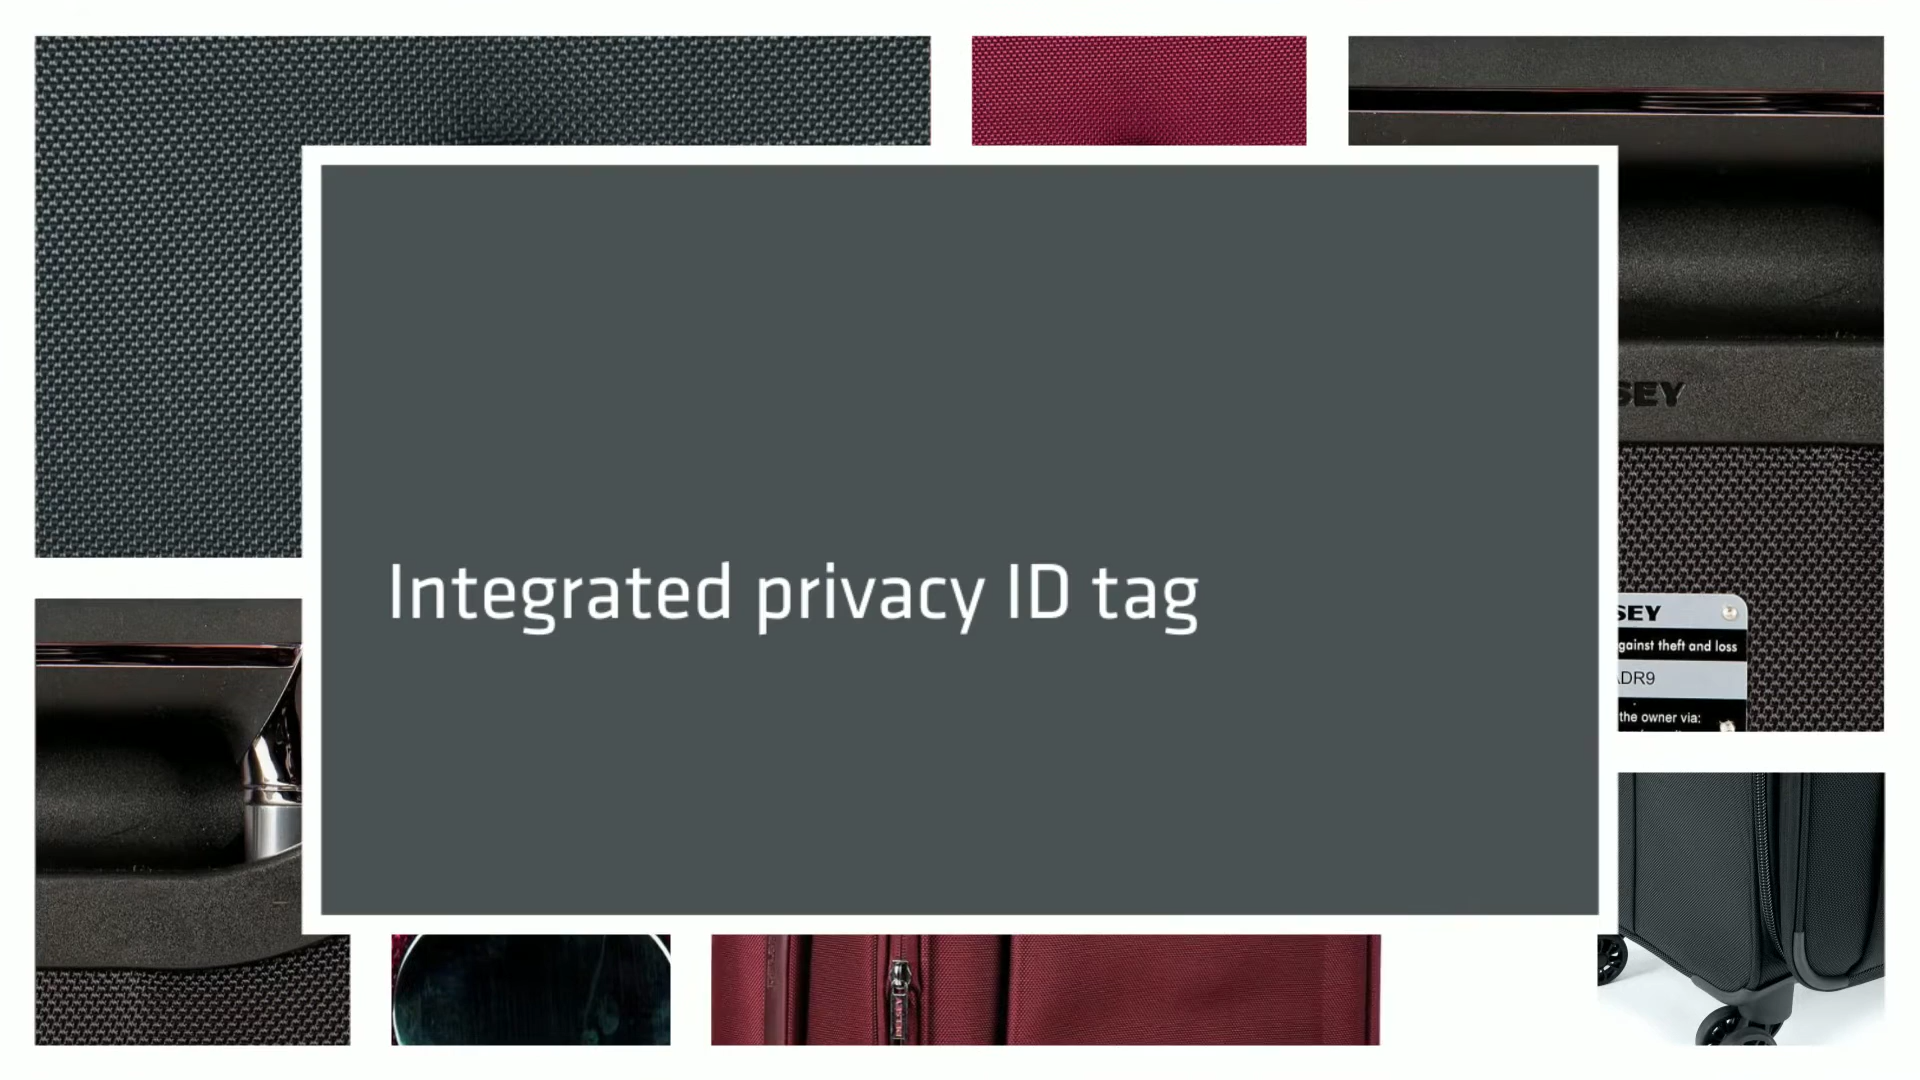 Integrated privacy ID tag
SEY
SEY
gainst theft and loss
DR9
the owner via: